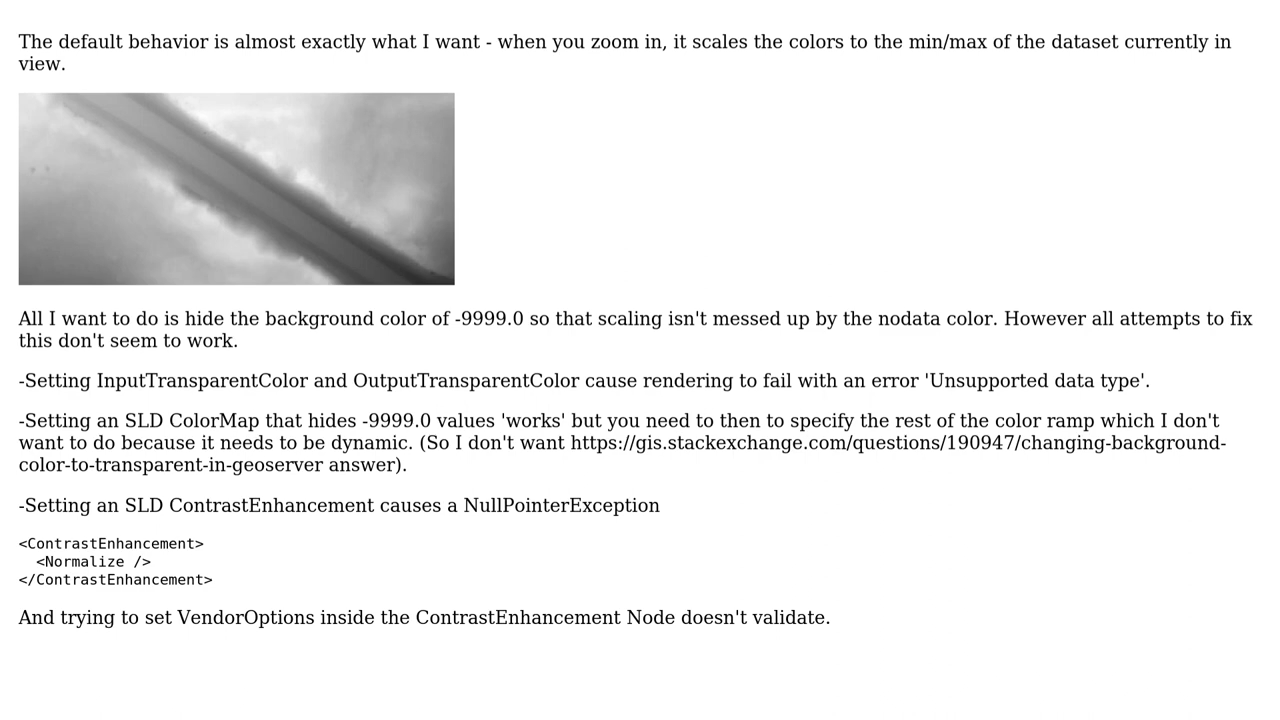 The default behavior is almost exactly what I want - when you zoom in, it scales the colors to the min/max of the dataset currently in
view.
All I want to do is hide the background color of -9999.0 so that scaling isn't messed up by the nodata color. However all attempts to fix
this don't seem to work.
-Setting InputTransparentColor and OutputTransparentColor cause rendering to fail with an error 'Unsupported data type'.
-Setting an SLD ColorMap that hides -9999.0 values 'works' but you need to then to specify the rest of the color ramp which I don't
want to do because it needs to be dynamic. (So I don't want https://gis.stackexchange.com/questions/190947/changing-background-
color-to-transparent-in-geoserver answer).
-Setting an SLD ContrastEnhancement causes a NullPointerException
<ContrastEnhancement>
  <Normalize />
</ContrastEnhancement>
And trying to set VendorOptions inside the ContrastEnhancement Node doesn't validate.